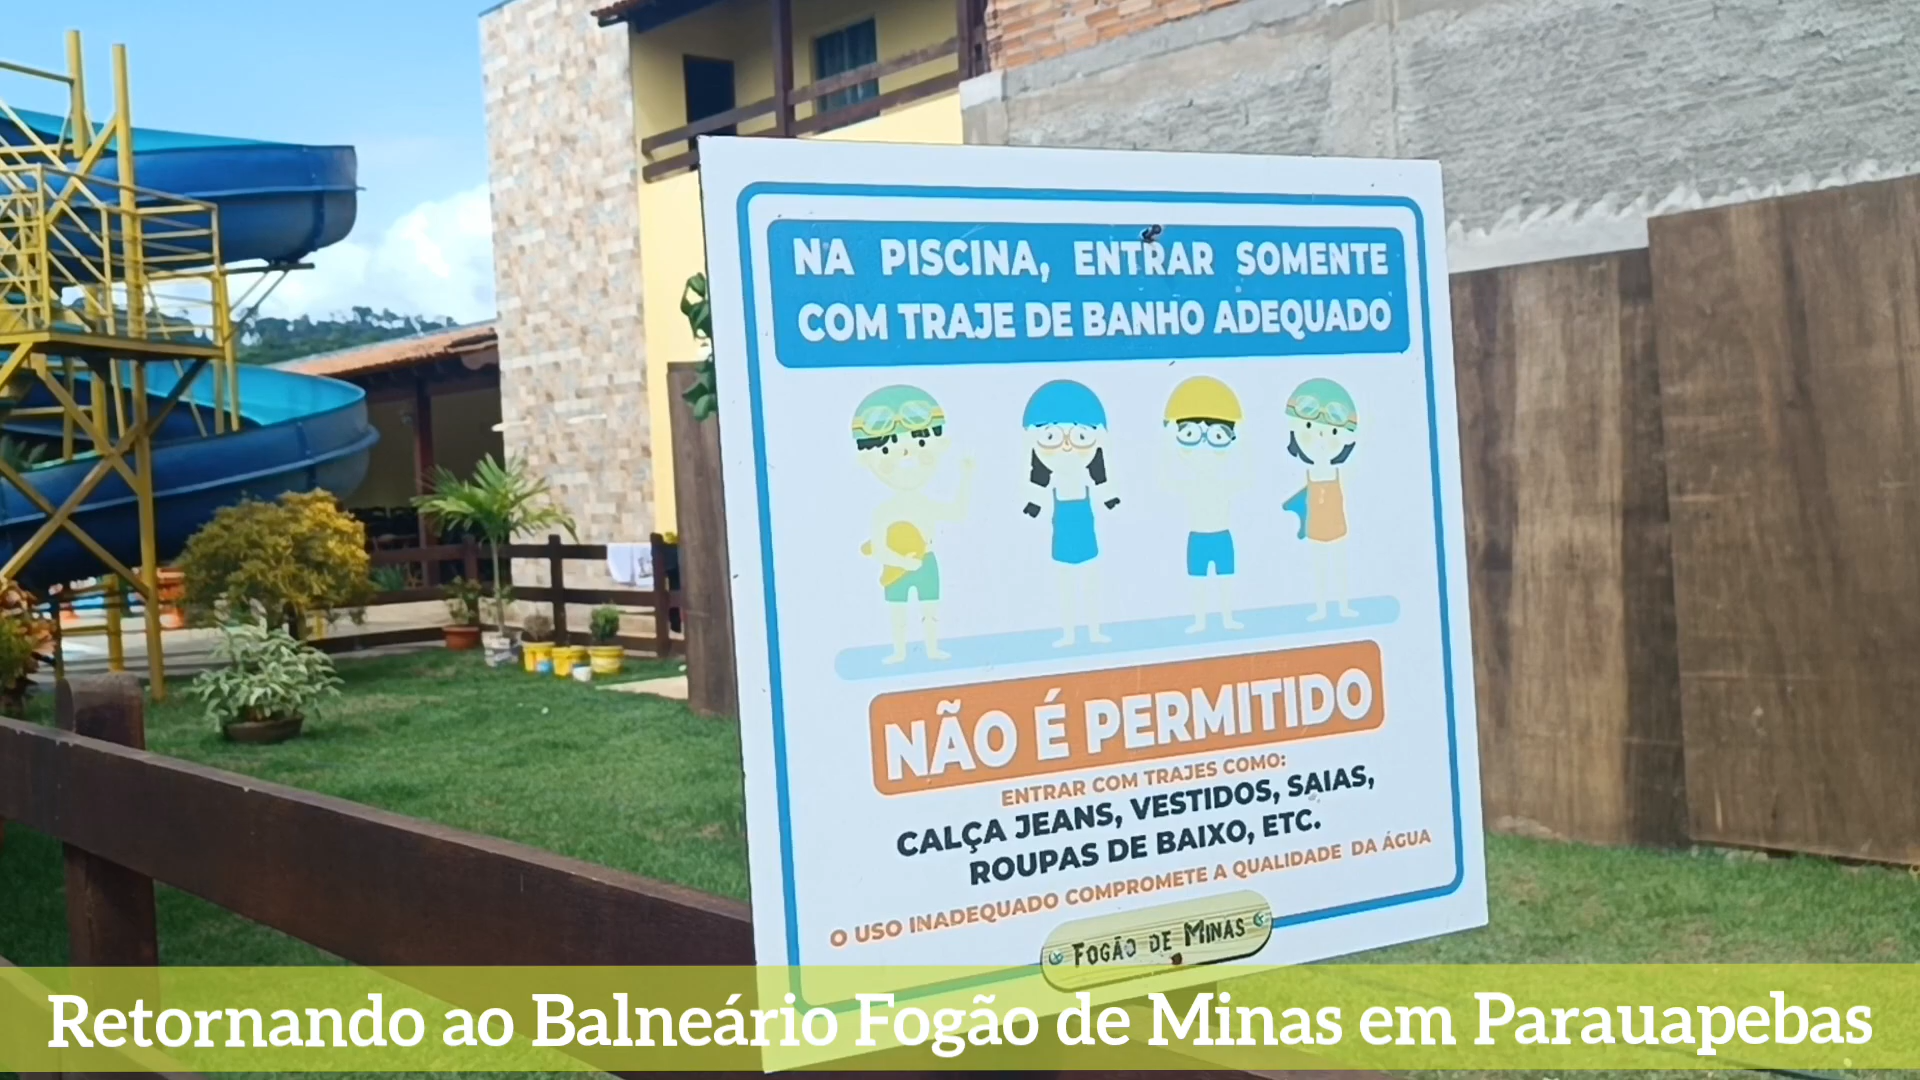 NA PISCINA, ENTRAR SOMENTE
COM TRAJE DE BANHO ADEQUADO
NÃO É PERMITIDO
ENTRAR COM TRAJES COMO:
CALÇA JEANS, VESTIDOS, SAIAS,
ROUPAS DE BAIXO, ETC.
O USO INADEQUADO COMPROMETE A QUALIDADE DA ÁGUA
FOGÃO DE MINAS
Retornando ao Balneário Fogão de Minas em Parauapebas